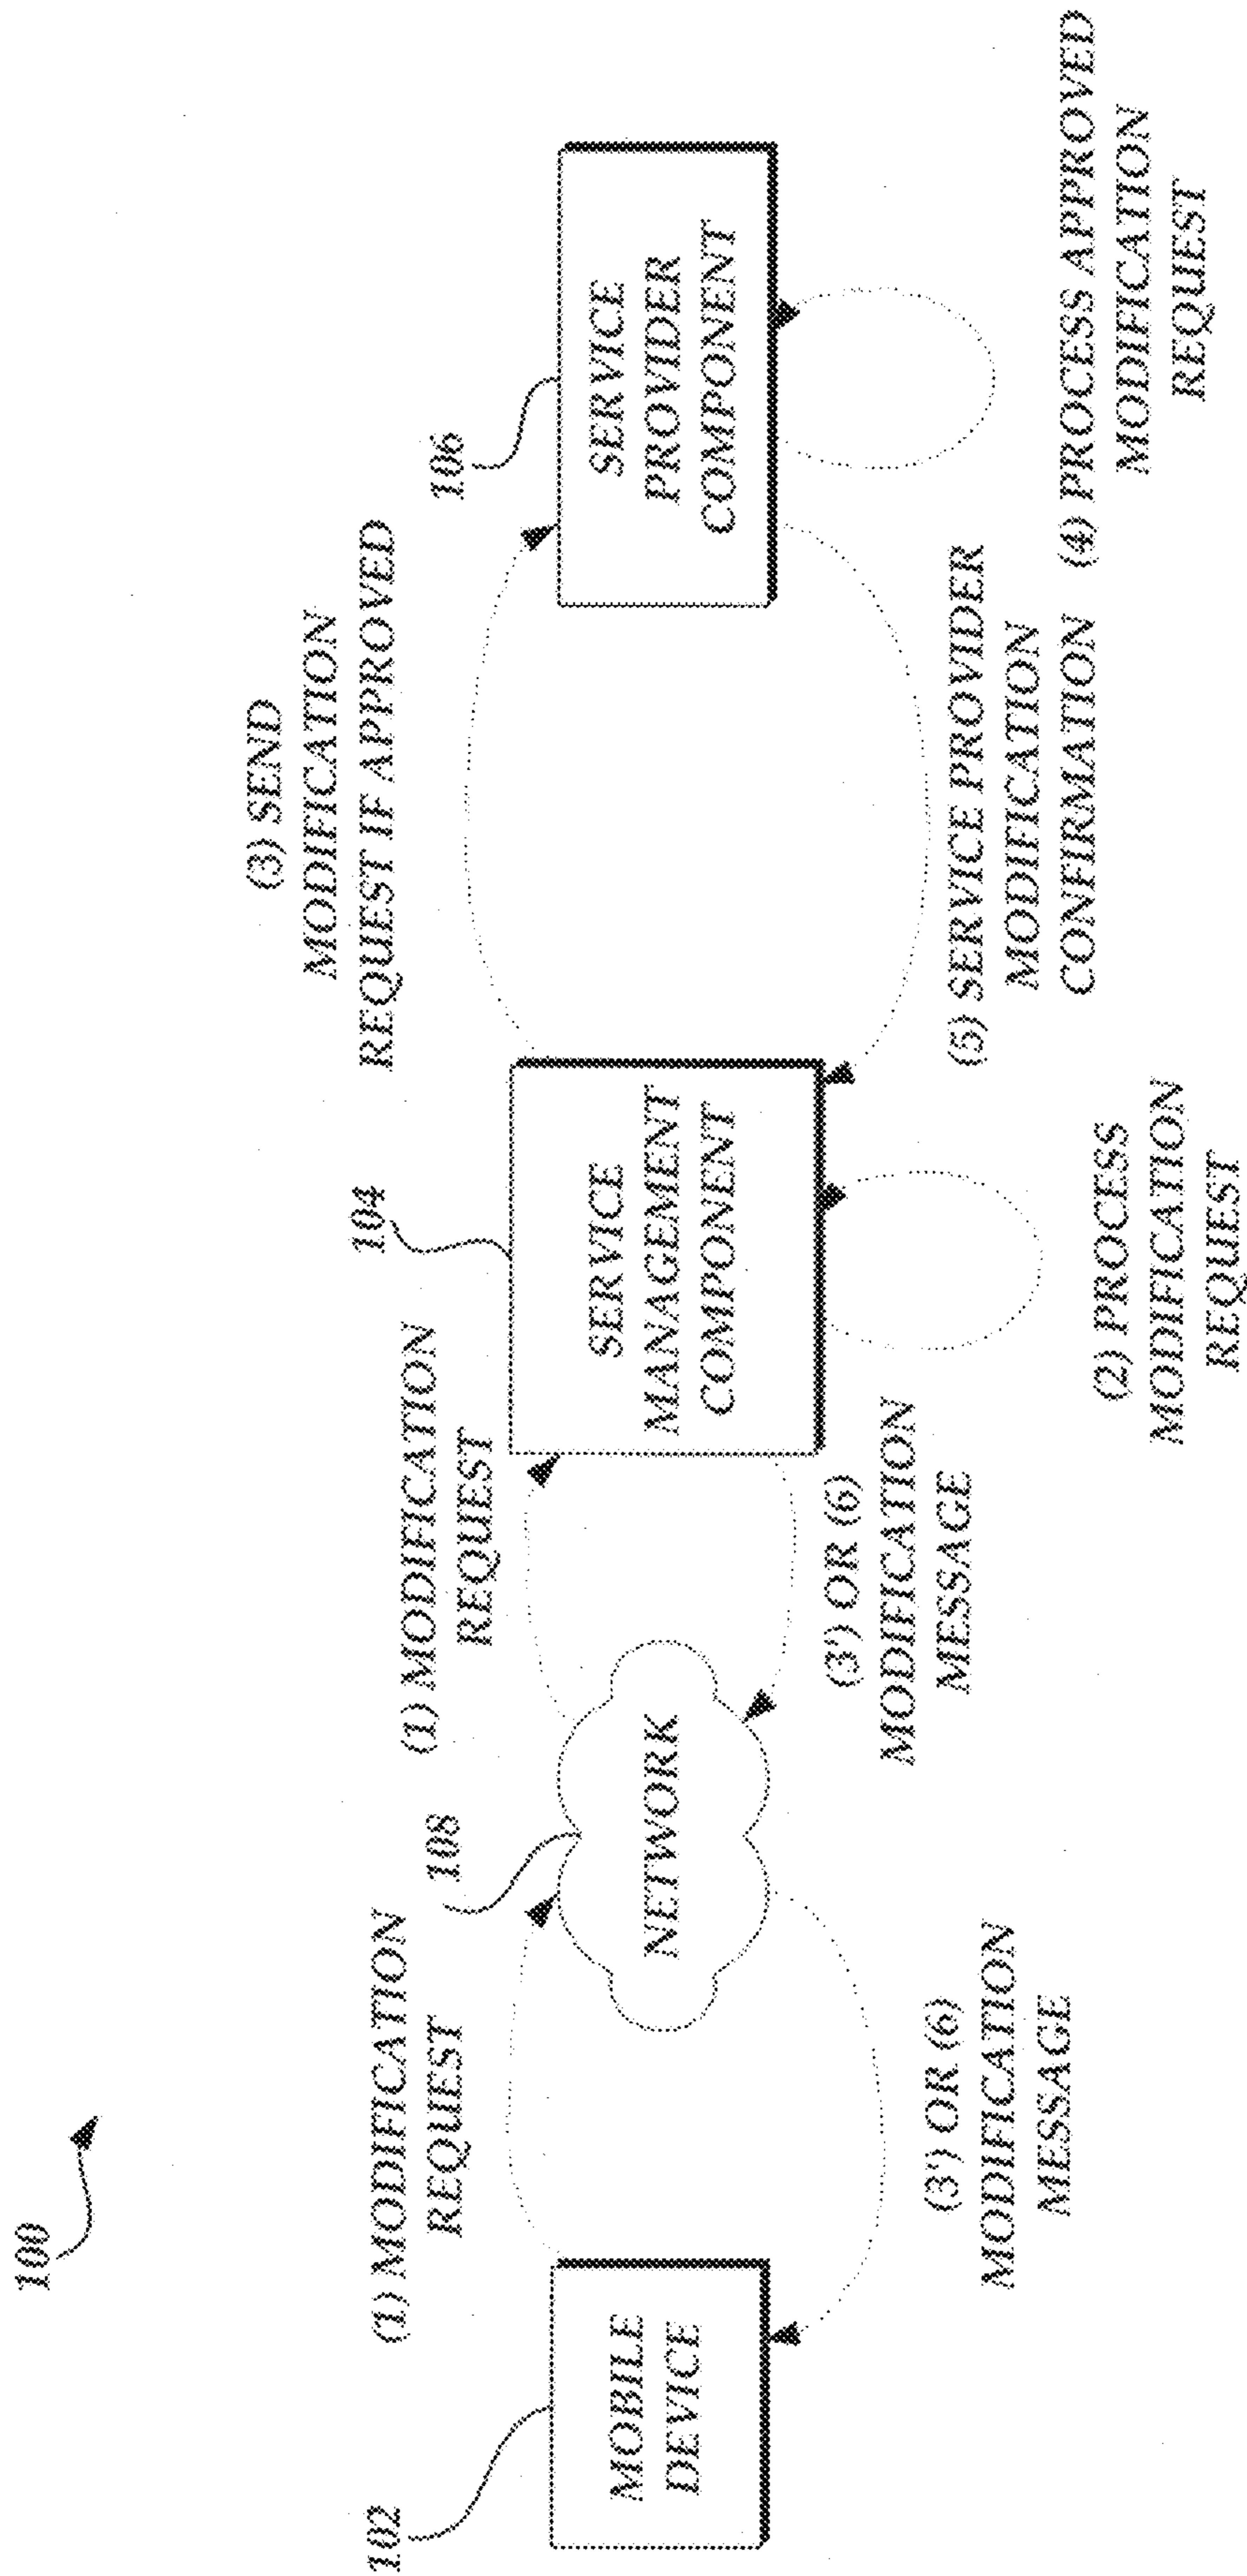 100
102
MOBILE
DEVICE
(1) MODIFICATION
REQUEST
(3') OR (6)
MODIFICATION
MESSAGE
108
NETWORK
(1) MODIFICATION
REQUEST
(3') OR (6)
MODIFICATION
MESSAGE
104
SERVICE
MANAGEMENT
COMPONENT
(2) PROCESS
MODIFICATION
REQUEST
(3) SEND
MODIFICATION
REQUEST IF APPROVED
(5) SERVICE PROVIDER
MODIFICATION
CONFIRMATION
106
SERVICE
PROVIDER
COMPONENT
(4) PROCESS APPROVED
MODIFICATION
REQUEST